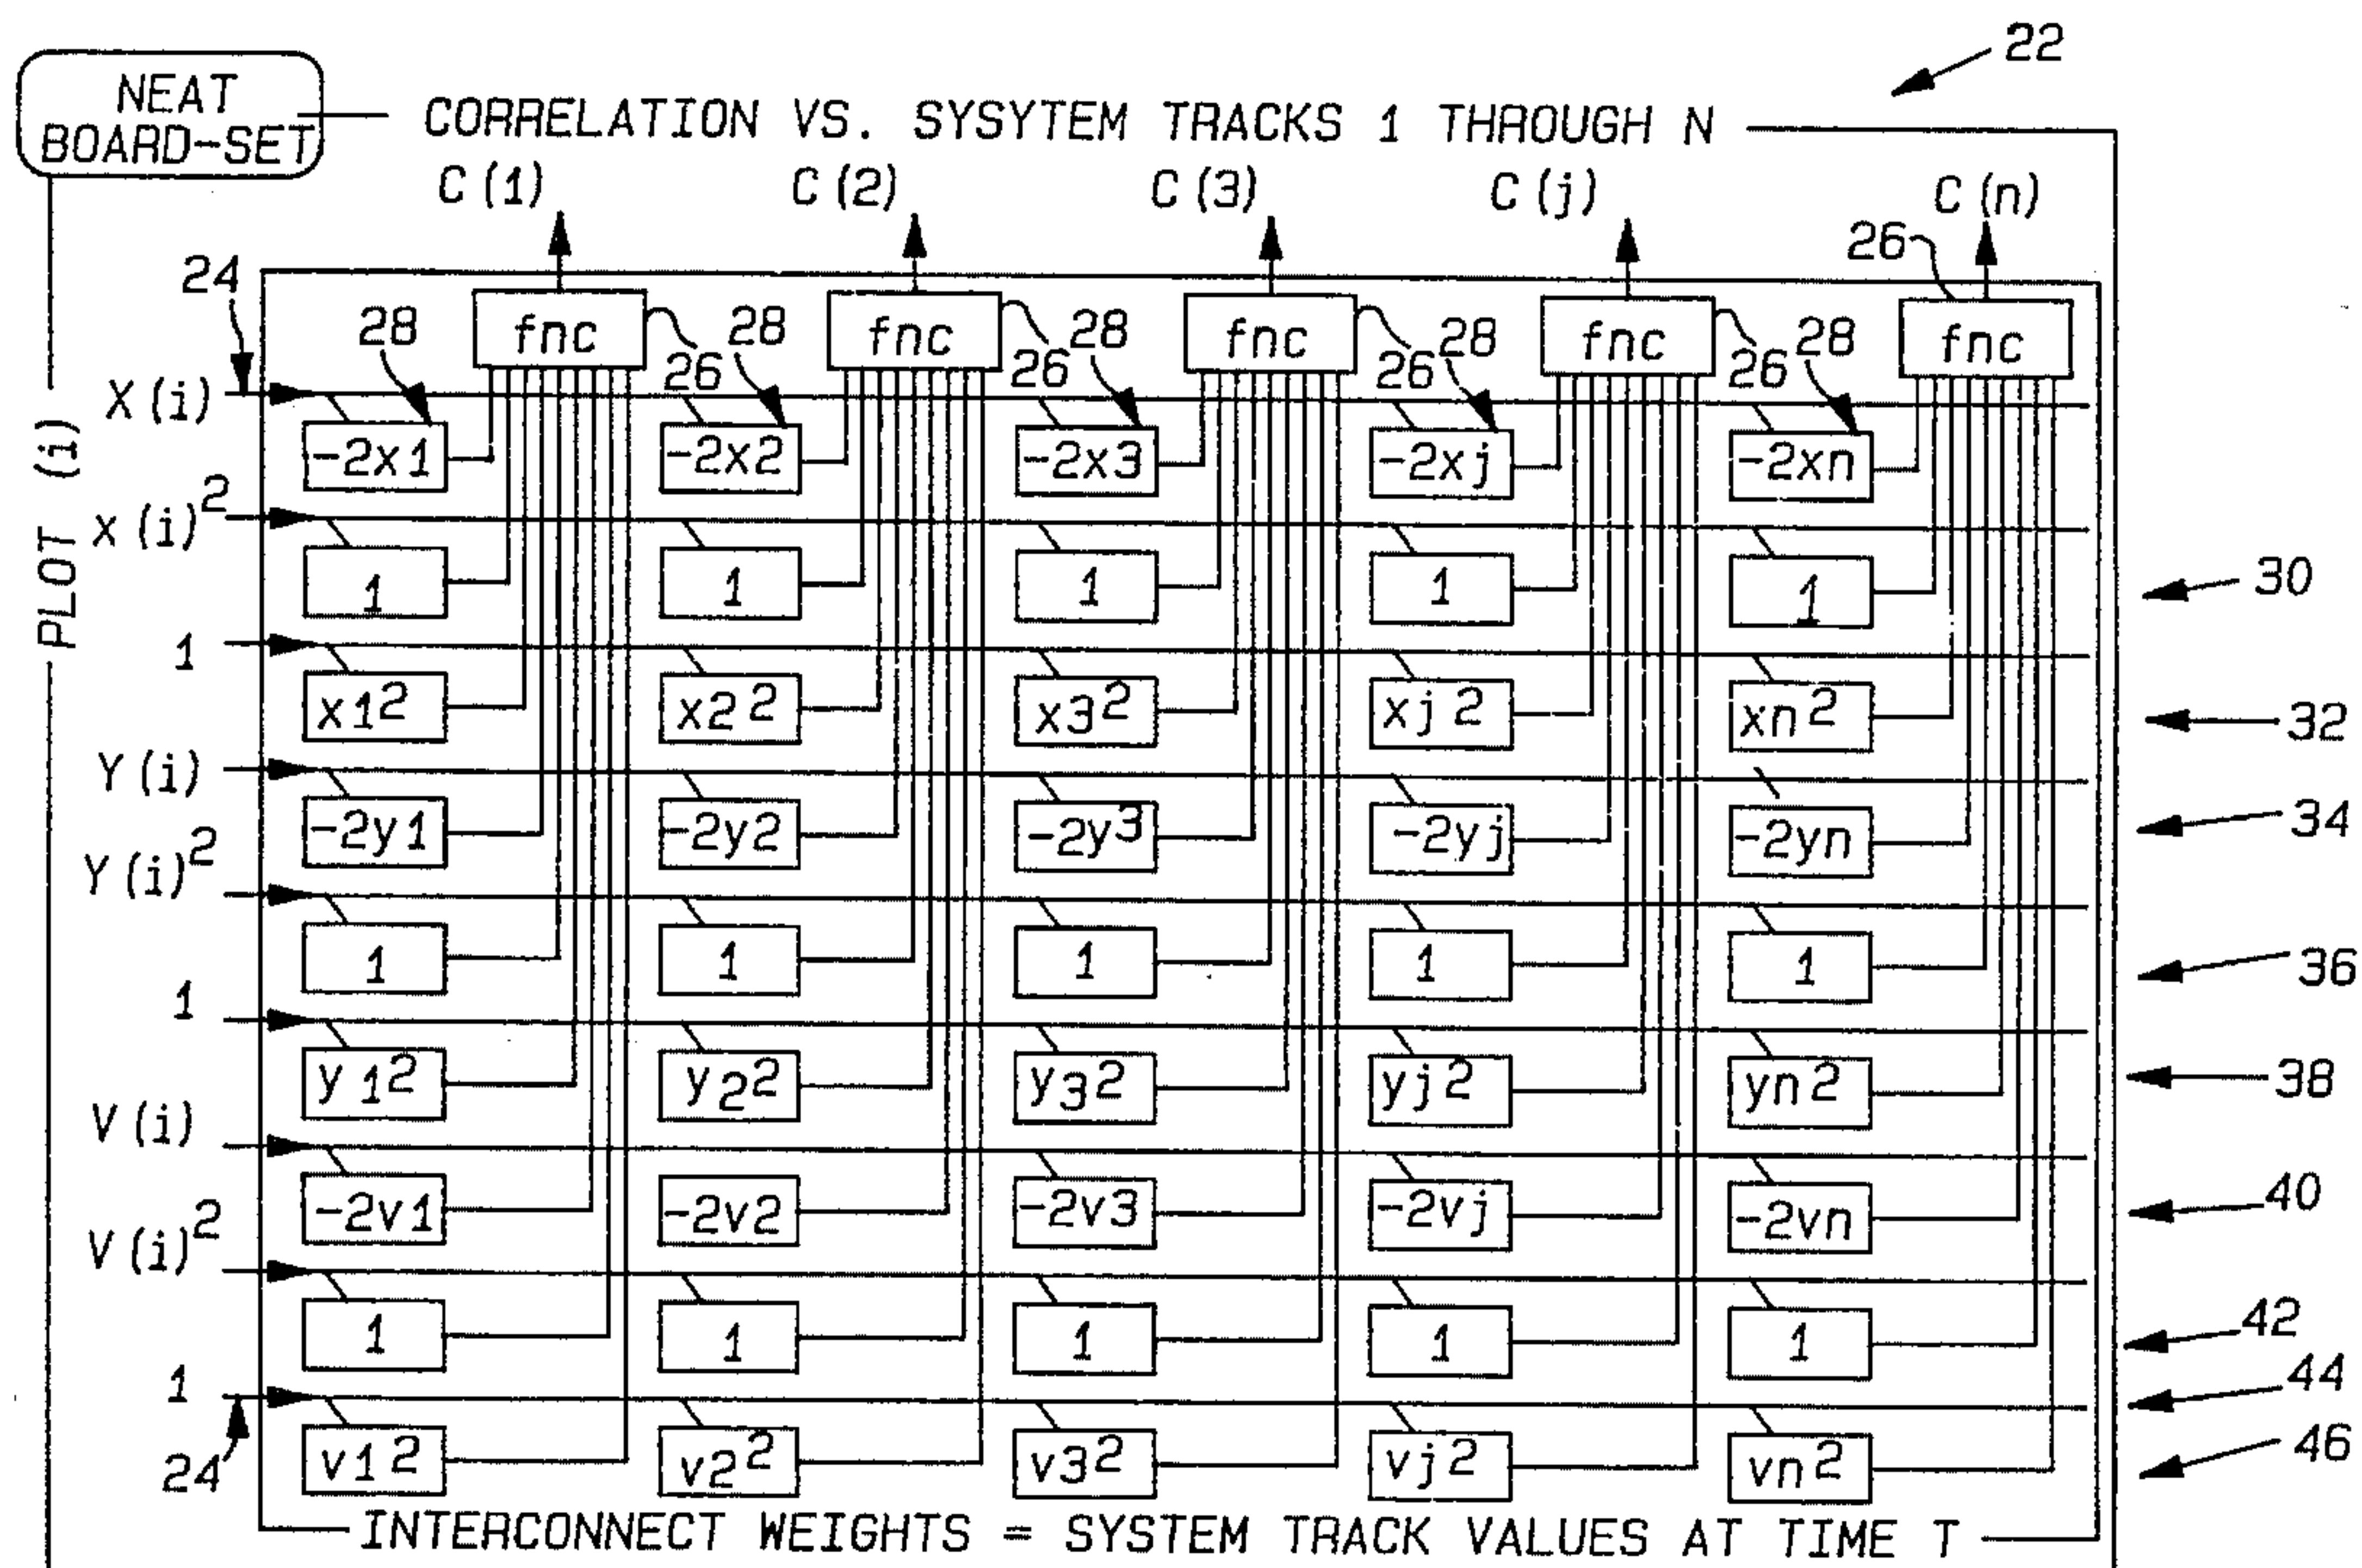 22
NEAT
BOARD-SET
CORRELATION VS. SYSYTEM TRACKS 1 THROUGH N
C (1) C (2) C (3) C (j) C (n)
24 26
28 fnc 26 28 fnc 26 28 fnc 26 28 fnc 26 28 fnc
PLOT (i)
X (i)
-2x1 -2x2 -2x3 -2xj -2xn
x (i)²
1 1 1 1 1 30
1
x1² x2² x3² xj² xn² 32
Y (i)
-2y1 -2y2 -2y3 -2yj -2yn 34
Y (i)²
1 1 1 1 1 36
1
y1² y2² y3² yj² yn² 38
V (i)
-2v1 -2v2 -2v3 -2vj -2vn 40
V (i)²
1 1 1 1 1 42
1 44
24 v1² v2² v3² vj² vn² 46
INTERCONNECT WEIGHTS = SYSTEM TRACK VALUES AT TIME T